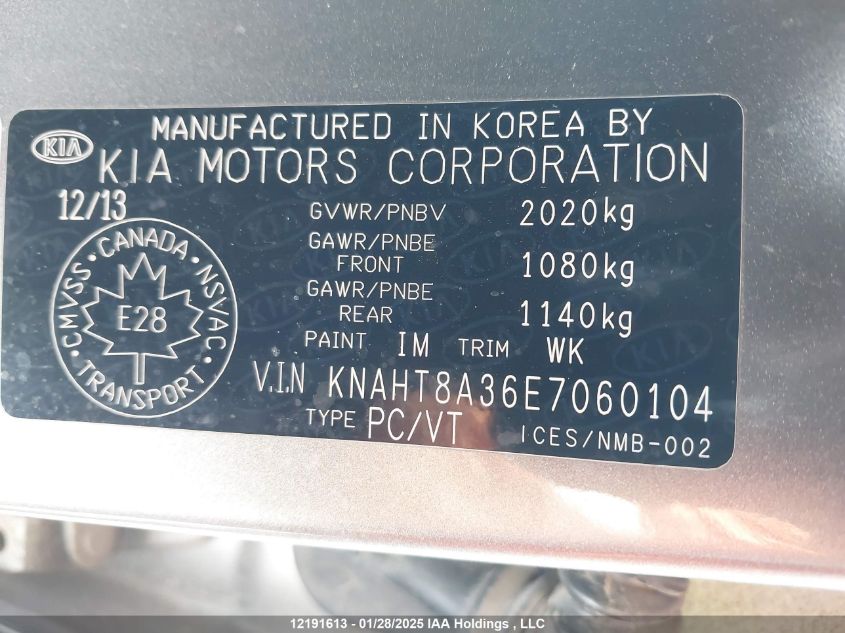 MANUFACTURED IN KOREA BY
KIA KIA MOTORS CORPORATION
12/13
GVWR/PNBV 2020kg
GAWR/PNBE FRONT 1080kg
GAWR/PNBE REAR 1140kg
PAINT IM TRIM WK
V.I.N KNAHT8A36E7060104
TYPE PC/VT ICES/NMB-002
CMVSS · CANADA · NSVAC · TRANSPORT
E28
12191613 - 01/28/2025 IAA Holdings , LLC